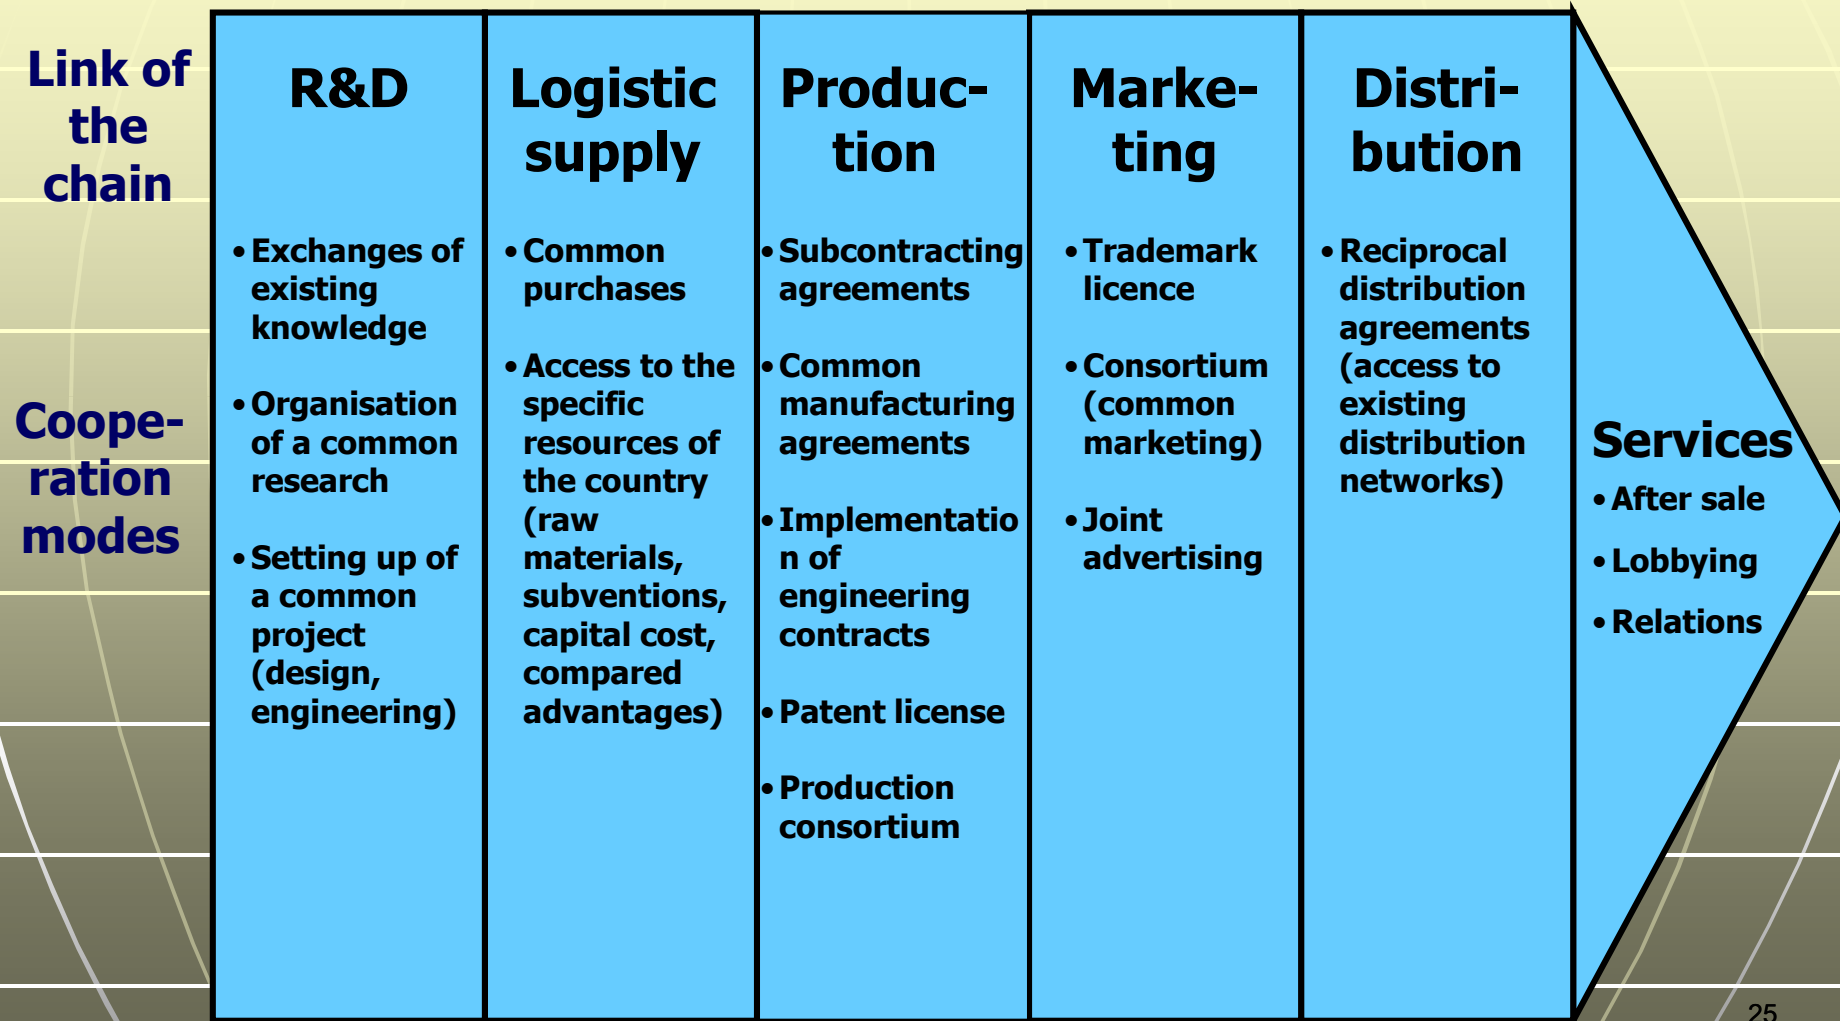 Link of
the
chain
Coope-
ration
modes
R&D
• Exchanges of
existing
knowledge
• Organisation
of a common
research
• Setting up of
a common
project
(design,
engineering)
Logistic
supply
• Common
purchases
• Access to the
specific
resources of
the country
(raw
materials,
subventions,
capital cost,
compared
advantages)
Produc-
tion
• Subcontracting
agreements
• Common
manufacturing
agreements
• Implementatio
n of
engineering
contracts
• Patent license
• Production
consortium
Marke-
ting
• Trademark
licence
• Consortium
(common
marketing)
• Joint
advertising
Distri-
bution
• Reciprocal
distribution
agreements
(access to
existing
distribution
networks)
Services
• After sale
• Lobbying
• Relations
25